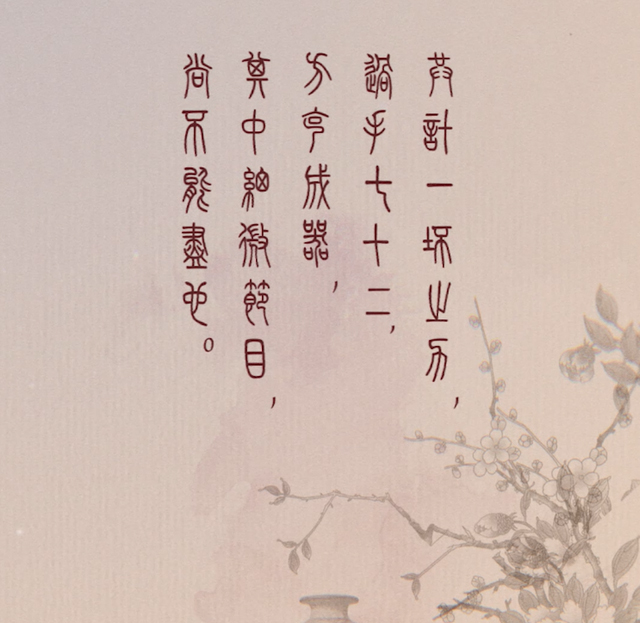 共計一坯之力,
過手七十二,
方克成器,
其中細微節目,
尚不能盡也。